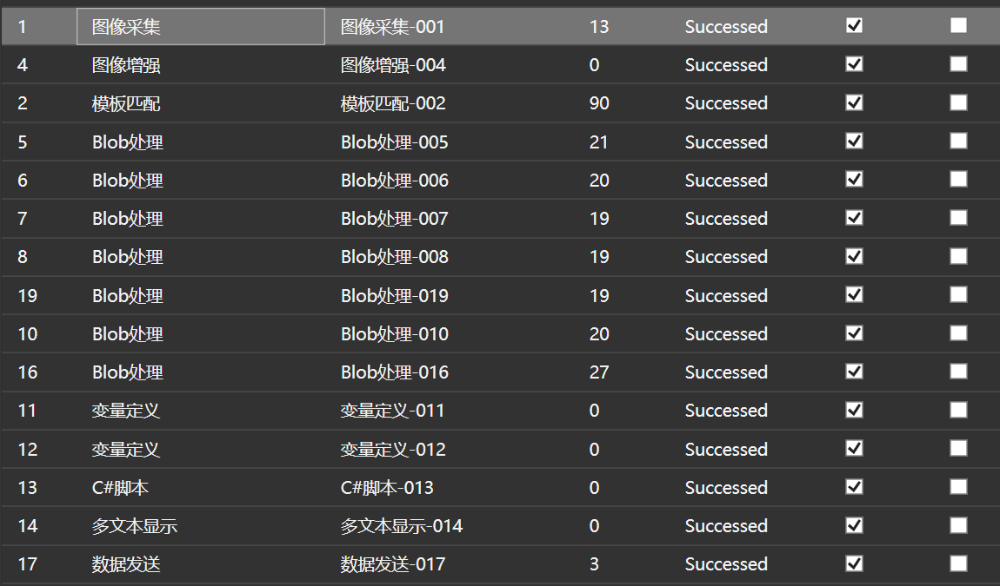 1 图像采集 图像采集-001 13 Successed
4 图像增强 图像增强-004 0 Successed
2 模板匹配 模板匹配-002 90 Successed
5 Blob处理 Blob处理-005 21 Successed
6 Blob处理 Blob处理-006 20 Successed
7 Blob处理 Blob处理-007 19 Successed
8 Blob处理 Blob处理-008 19 Successed
19 Blob处理 Blob处理-019 19 Successed
10 Blob处理 Blob处理-010 20 Successed
16 Blob处理 Blob处理-016 27 Successed
11 变量定义 变量定义-011 0 Successed
12 变量定义 变量定义-012 0 Successed
13 C#脚本 C#脚本-013 0 Successed
14 多文本显示 多文本显示-014 0 Successed
17 数据发送 数据发送-017 3 Successed